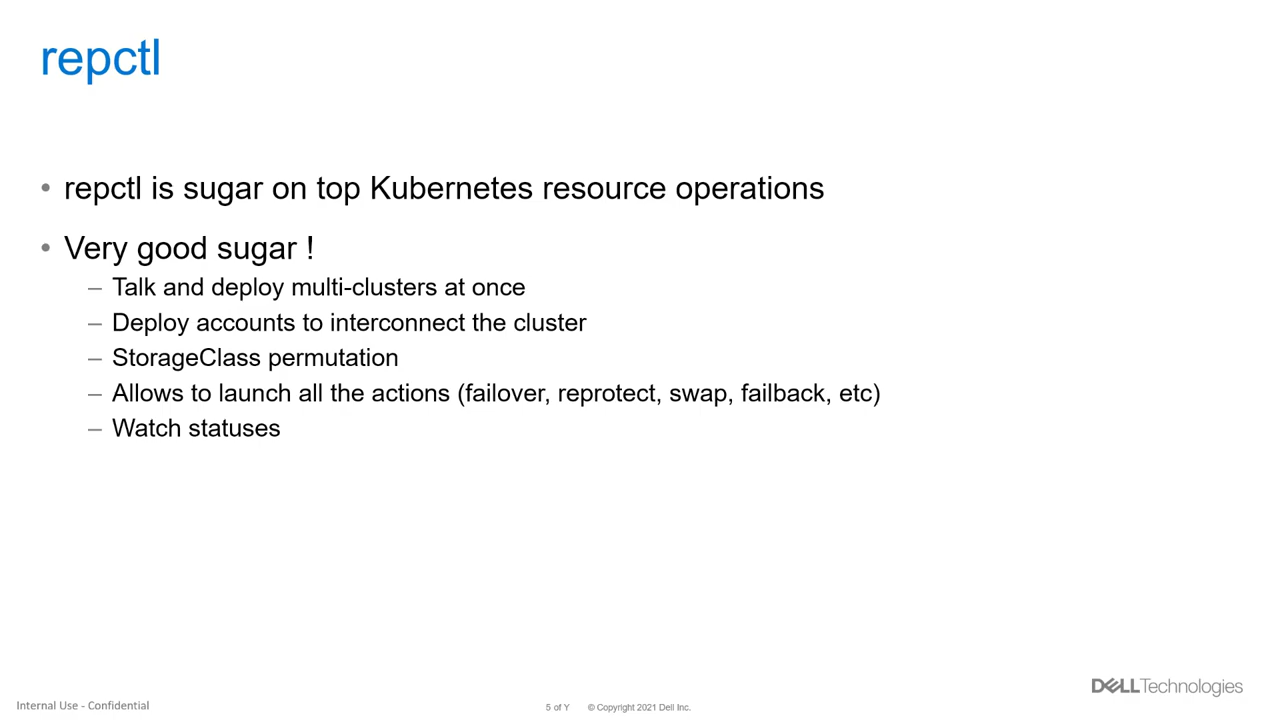 repctl
• repctl is sugar on top Kubernetes resource operations
• Very good sugar !
– Talk and deploy multi-clusters at once
– Deploy accounts to interconnect the cluster
– StorageClass permutation
– Allows to launch all the actions (failover, reprotect, swap, failback, etc)
– Watch statuses
DELLTechnologies
Internal Use - Confidential
5 of Y © Copyright 2021 Dell Inc.